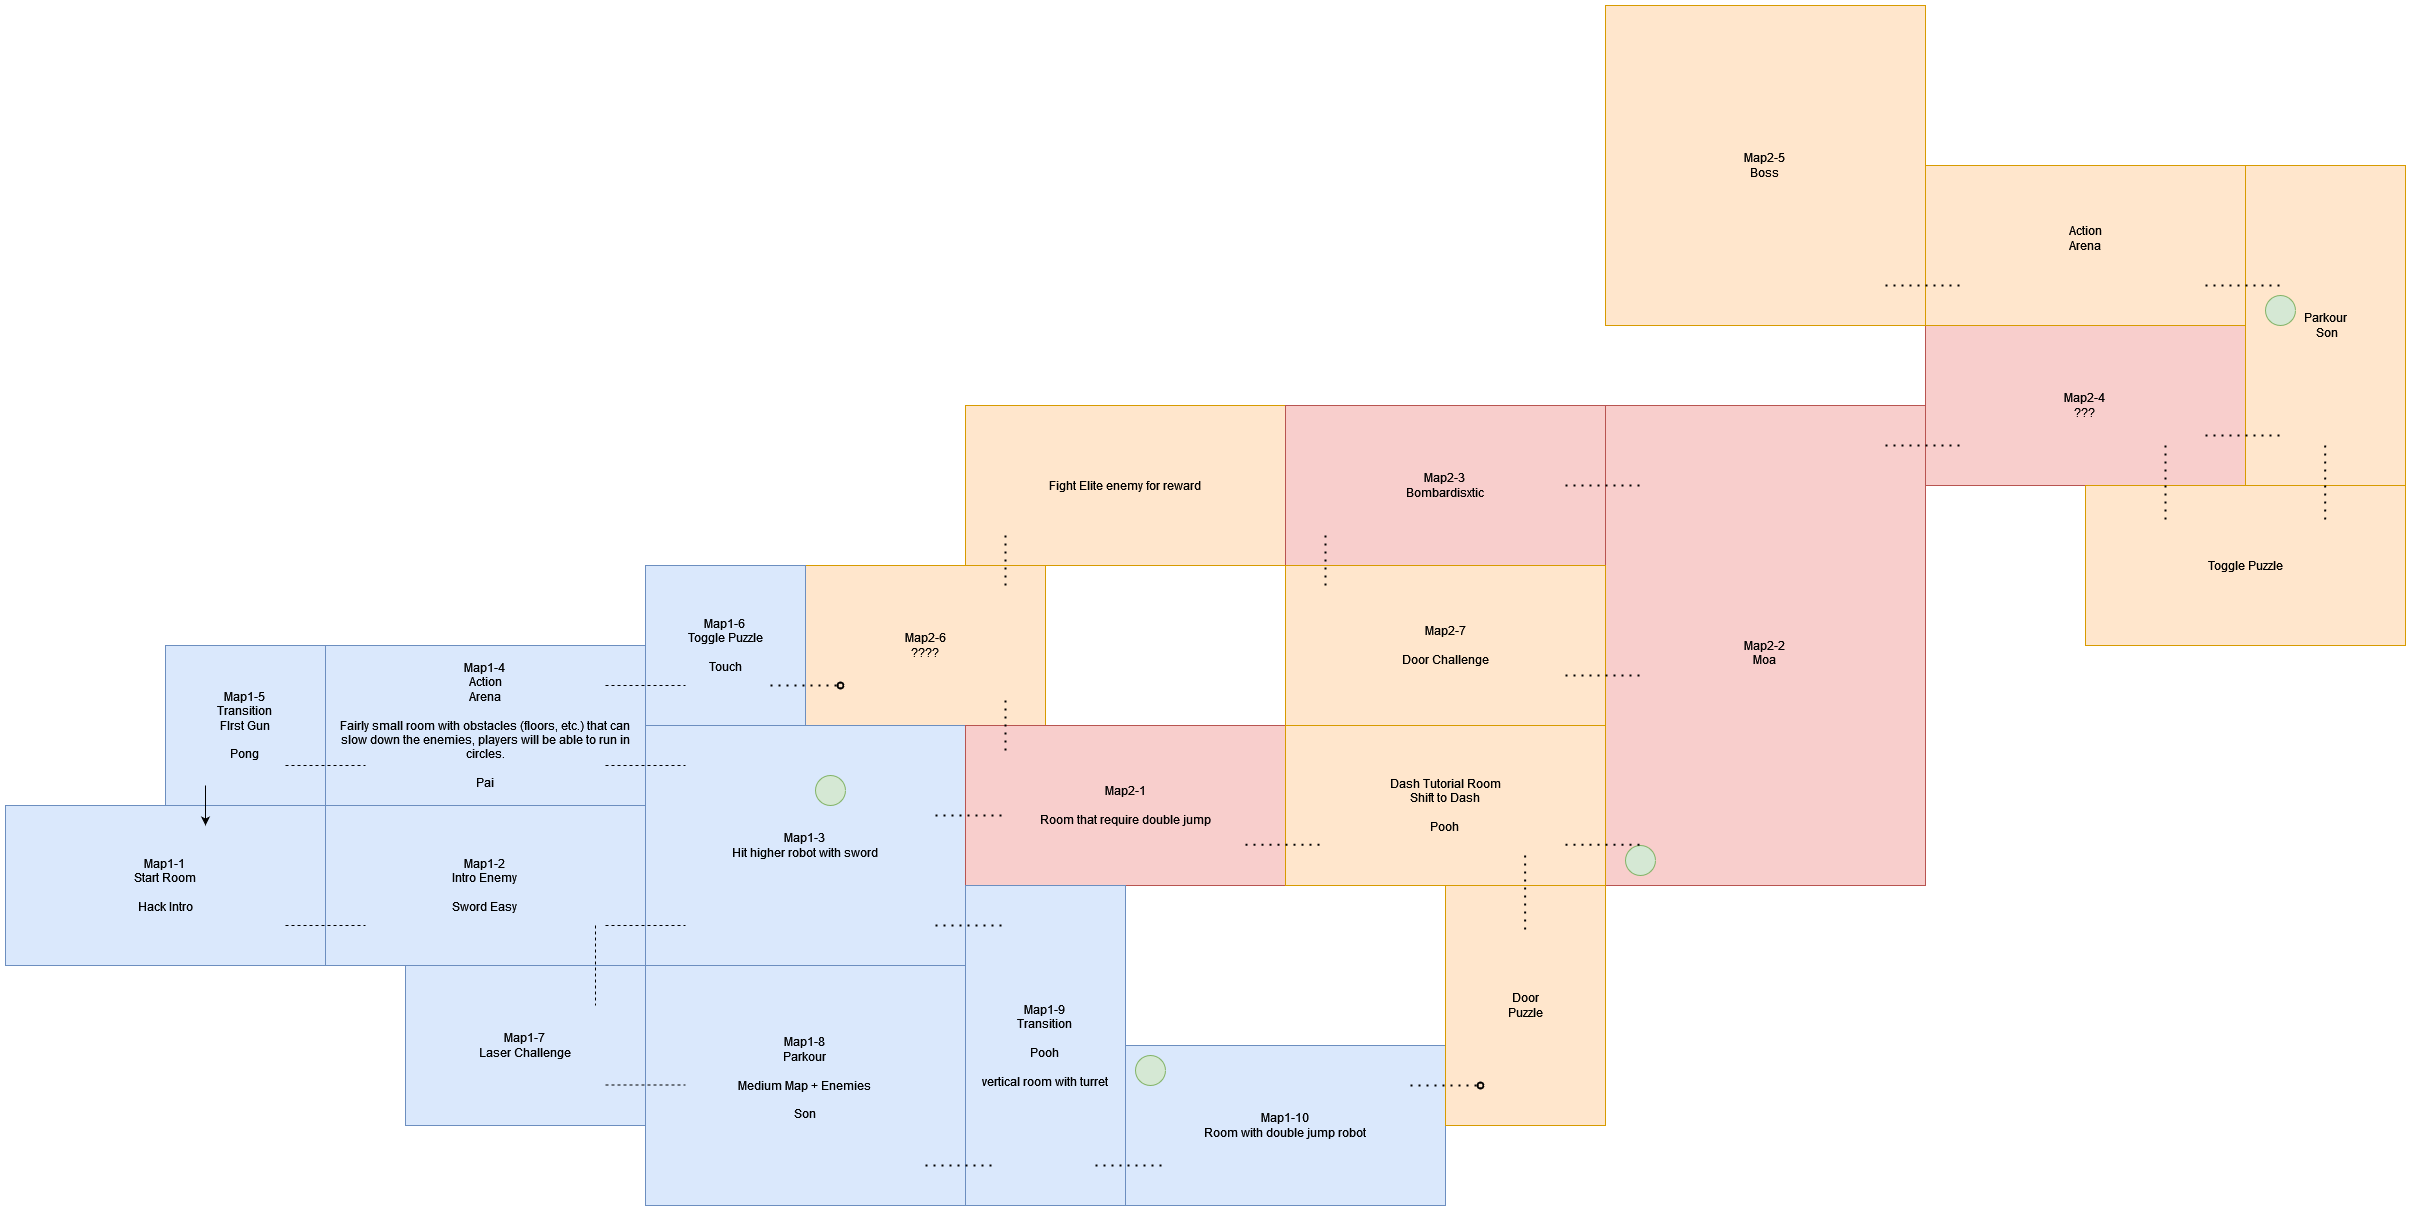 Map2-5
Boss
Action
Arena
Parkour
Son
Map2-4
???
Fight Elite enemy for reward
Map2-3
Bombardisxtic
Toggle Puzzle
Map1-6
Toggle Puzzle
Touch
Map2-6
????
Map2-7
Door Challenge
Map2-2
Moa
Map1-5
Transition
FIrst Gun
Pong
Map1-4
Action
Arena
Fairly small room with obstacles (floors, etc.) that can
slow down the enemies, players will be able to run in
circles.
Pai
Map1-3
Hit higher robot with sword
Map2-1
Room that require double jump
Dash Tutorial Room
Shift to Dash
Pooh
Map1-1
Start Room
Hack Intro
Map1-2
Intro Enemy
Sword Easy
Map1-7
Laser Challenge
Map1-8
Parkour
Medium Map + Enemies
Son
Map1-9
Transition
Pooh
vertical room with turret
Door
Puzzle
Map1-10
Room with double jump robot